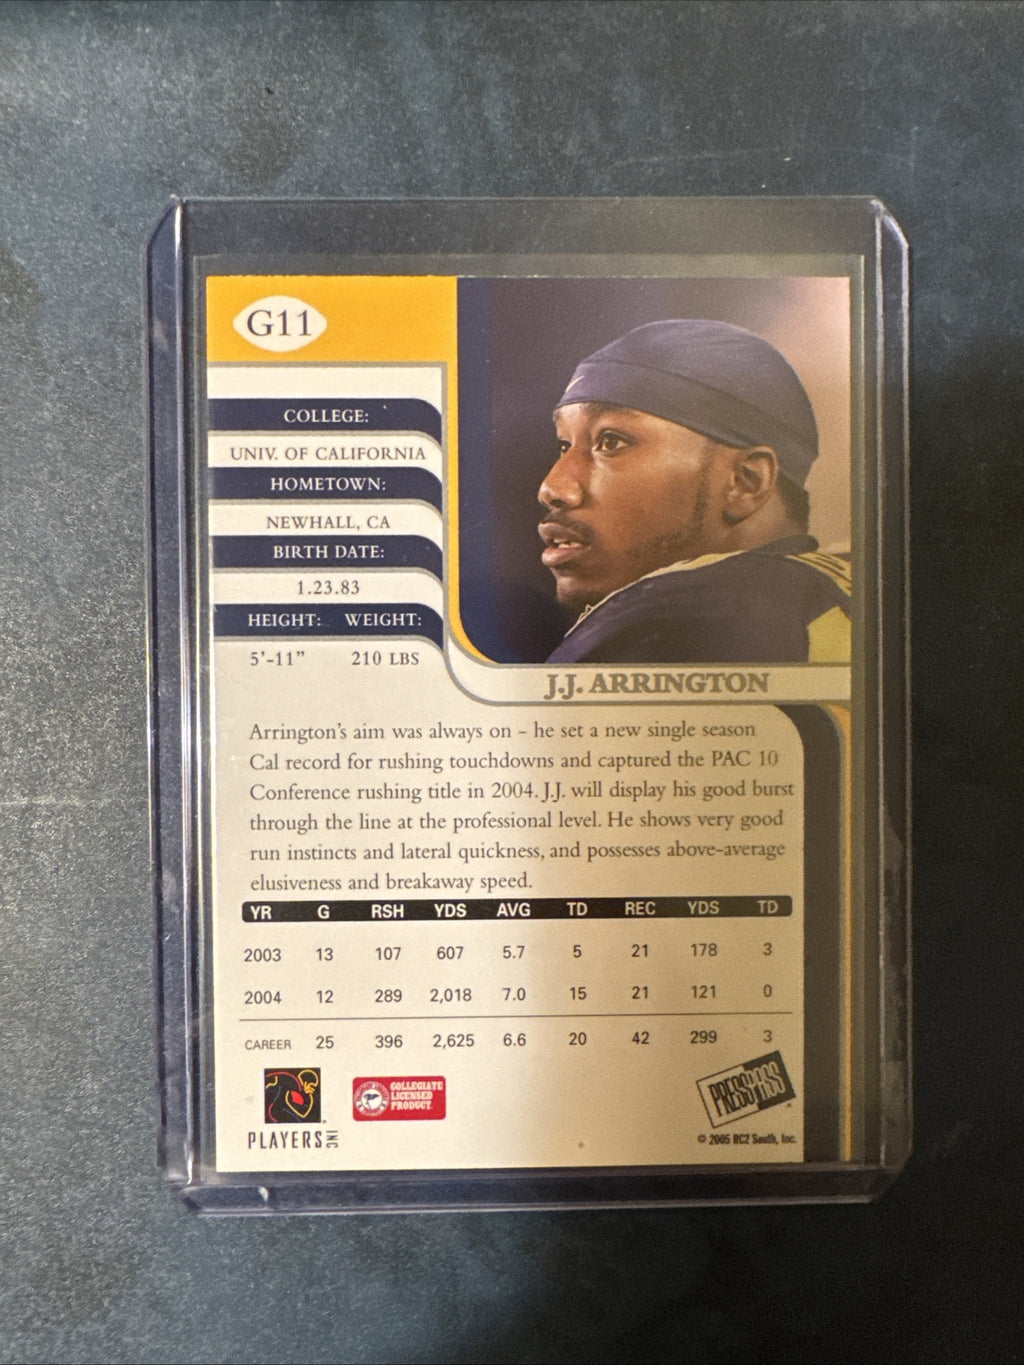 G11
COLLEGE:
UNIV. OF CALIFORNIA
HOMETOWN:
NEWHALL, CA
BIRTH DATE:
1.23.83
HEIGHT: WEIGHT:
5'-11" 210 LBS
J.J. ARRINGTON
Arrington's aim was always on – he set a new single season
Cal record for rushing touchdowns and captured the PAC 10
Conference rushing title in 2004. J.J. will display his good burst
through the line at the professional level. He shows very good
run instincts and lateral quickness, and possesses above-average
elusiveness and breakaway speed.
YR G RSH YDS AVG TD REC YDS TD
2003 13 107 607 5.7 5 21 178 3
2004 12 289 2,018 7.0 15 21 121 0
CAREER 25 396 2,625 6.6 20 42 299 3
PLAYERS INC
COLLEGIATE
LICENSED
PRODUCT
PRESS PASS
© 2005 RC2 South, Inc.